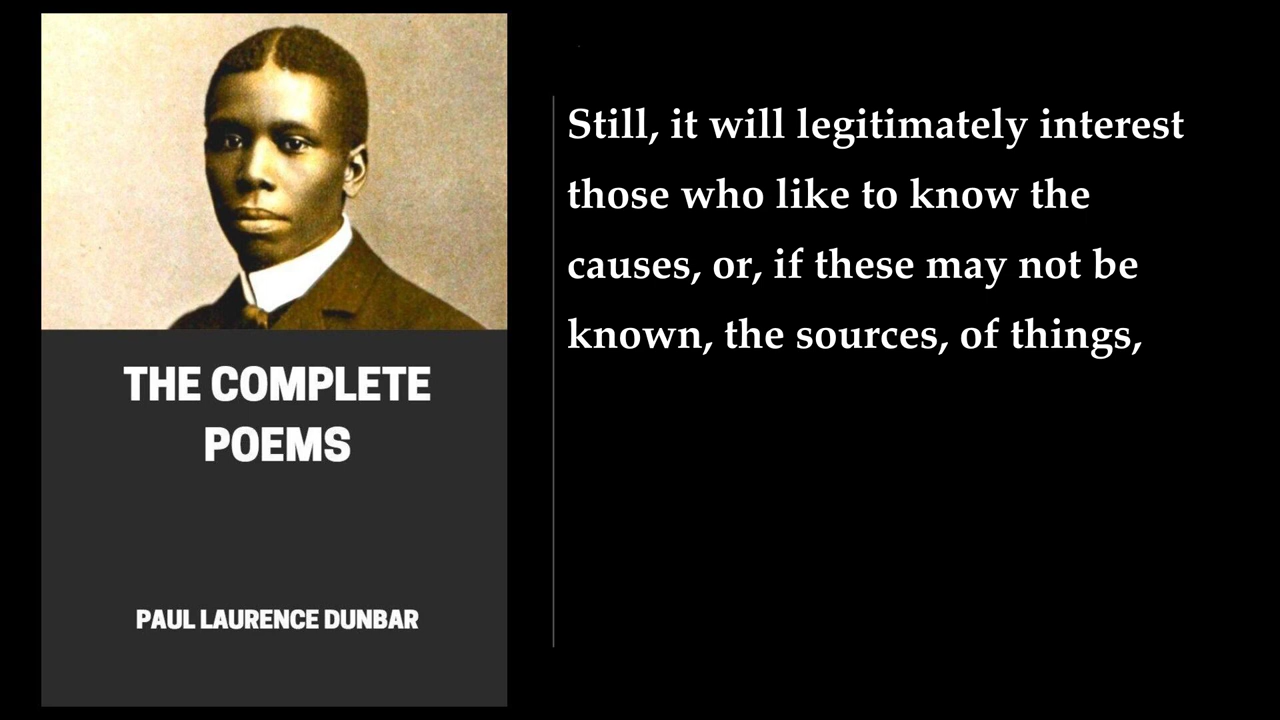 THE COMPLETE
POEMS
PAUL LAURENCE DUNBAR
Still, it will legitimately interest
those who like to know the
causes, or, if these may not be
known, the sources, of things,